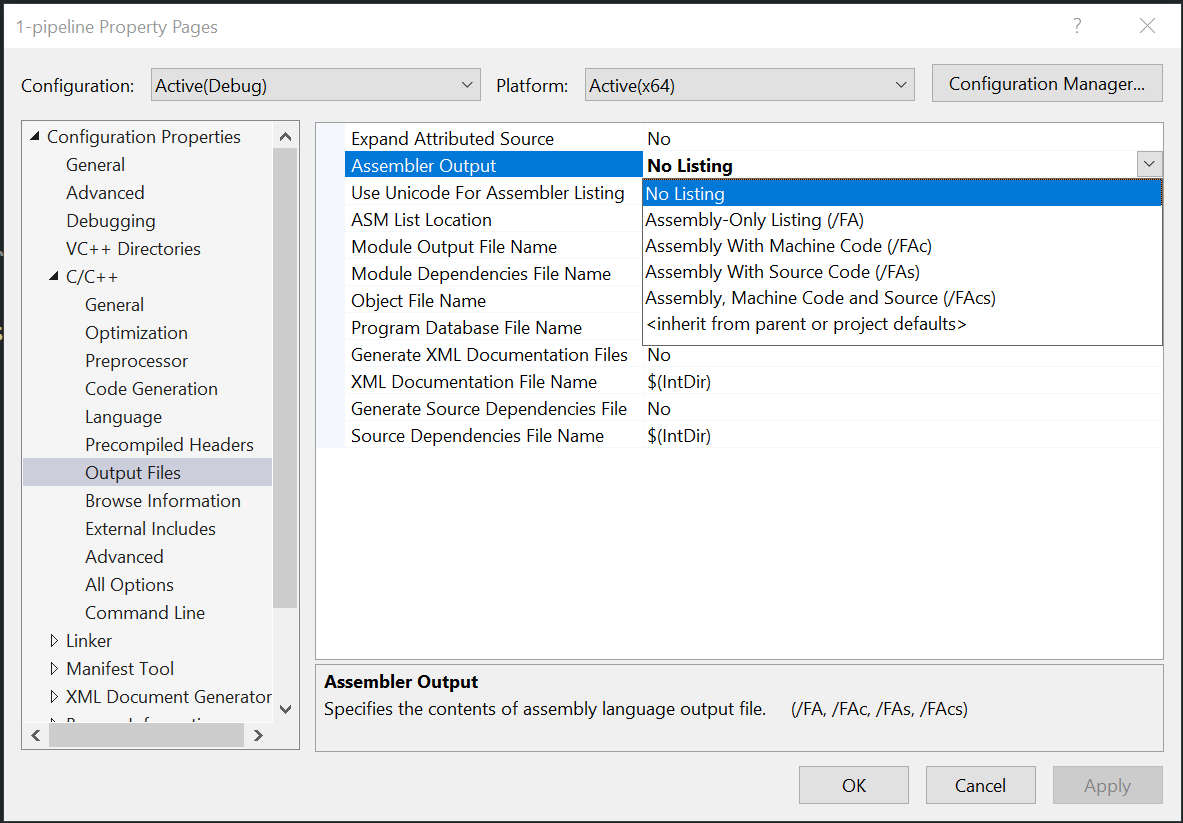 1-pipeline Property Pages
?
Configuration: Active(Debug) Platform: Active(x64) Configuration Manager...
Configuration Properties
General
Advanced
Debugging
VC++ Directories
C/C++
General
Optimization
Preprocessor
Code Generation
Language
Precompiled Headers
Output Files
Browse Information
External Includes
Advanced
All Options
Command Line
Linker
Manifest Tool
XML Document Generator
Expand Attributed Source No
Assembler Output No Listing
Use Unicode For Assembler Listing
ASM List Location
Module Output File Name
Module Dependencies File Name
Object File Name
Program Database File Name
No Listing
Assembly-Only Listing (/FA)
Assembly With Machine Code (/FAc)
Assembly With Source Code (/FAs)
Assembly, Machine Code and Source (/FAcs)
<inherit from parent or project defaults>
Generate XML Documentation Files No
XML Documentation File Name $(IntDir)
Generate Source Dependencies File No
Source Dependencies File Name $(IntDir)
Assembler Output
Specifies the contents of assembly language output file. (/FA, /FAc, /FAs, /FAcs)
OK Cancel Apply